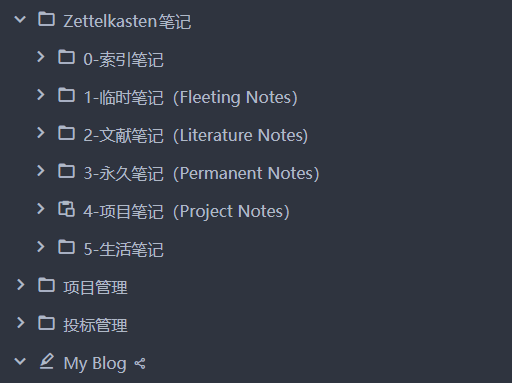 Zettelkasten笔记
0-索引笔记
1-临时笔记（Fleeting Notes）
2-文献笔记（Literature Notes）
3-永久笔记（Permanent Notes）
4-项目笔记（Project Notes）
5-生活笔记
项目管理
投标管理
My Blog